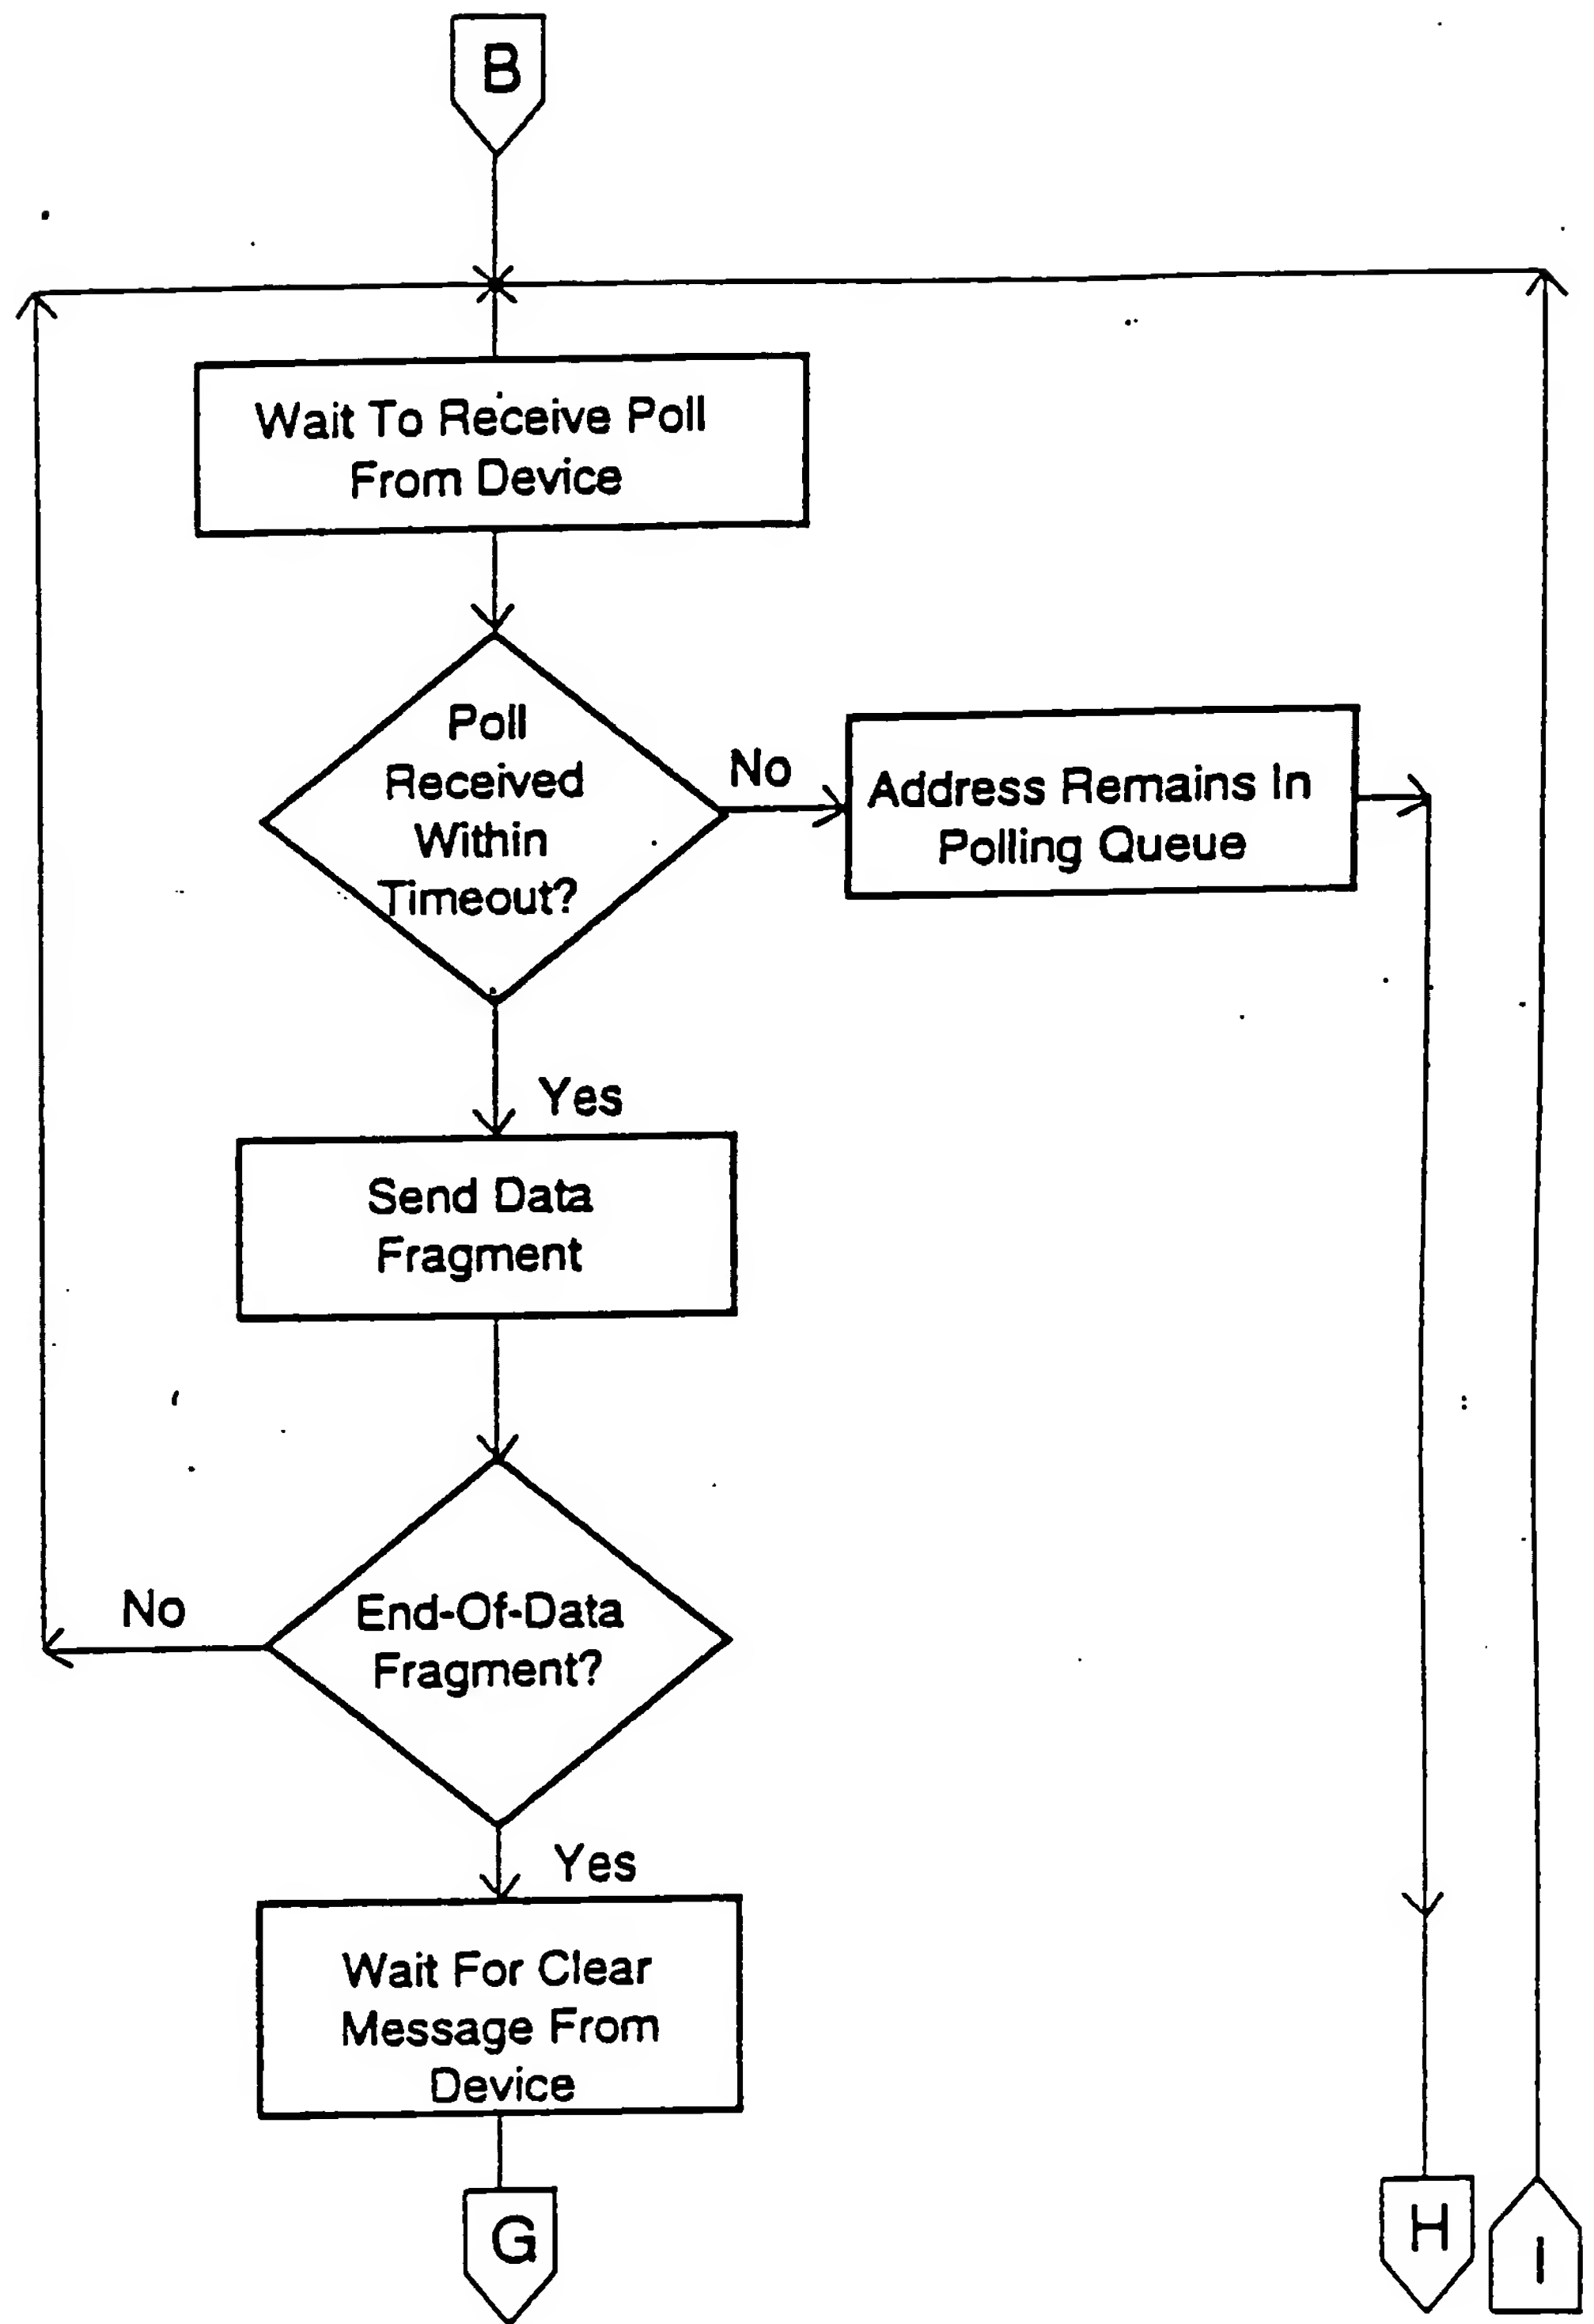 B
Wait To Receive Poll
From Device
Poll
Received
Within
Timeout?
No
Address Remains In
Polling Queue
Yes
Send Data
Fragment
No
End-Of-Data
Fragment?
Yes
Wait For Clear
Message From
Device
G
H
I